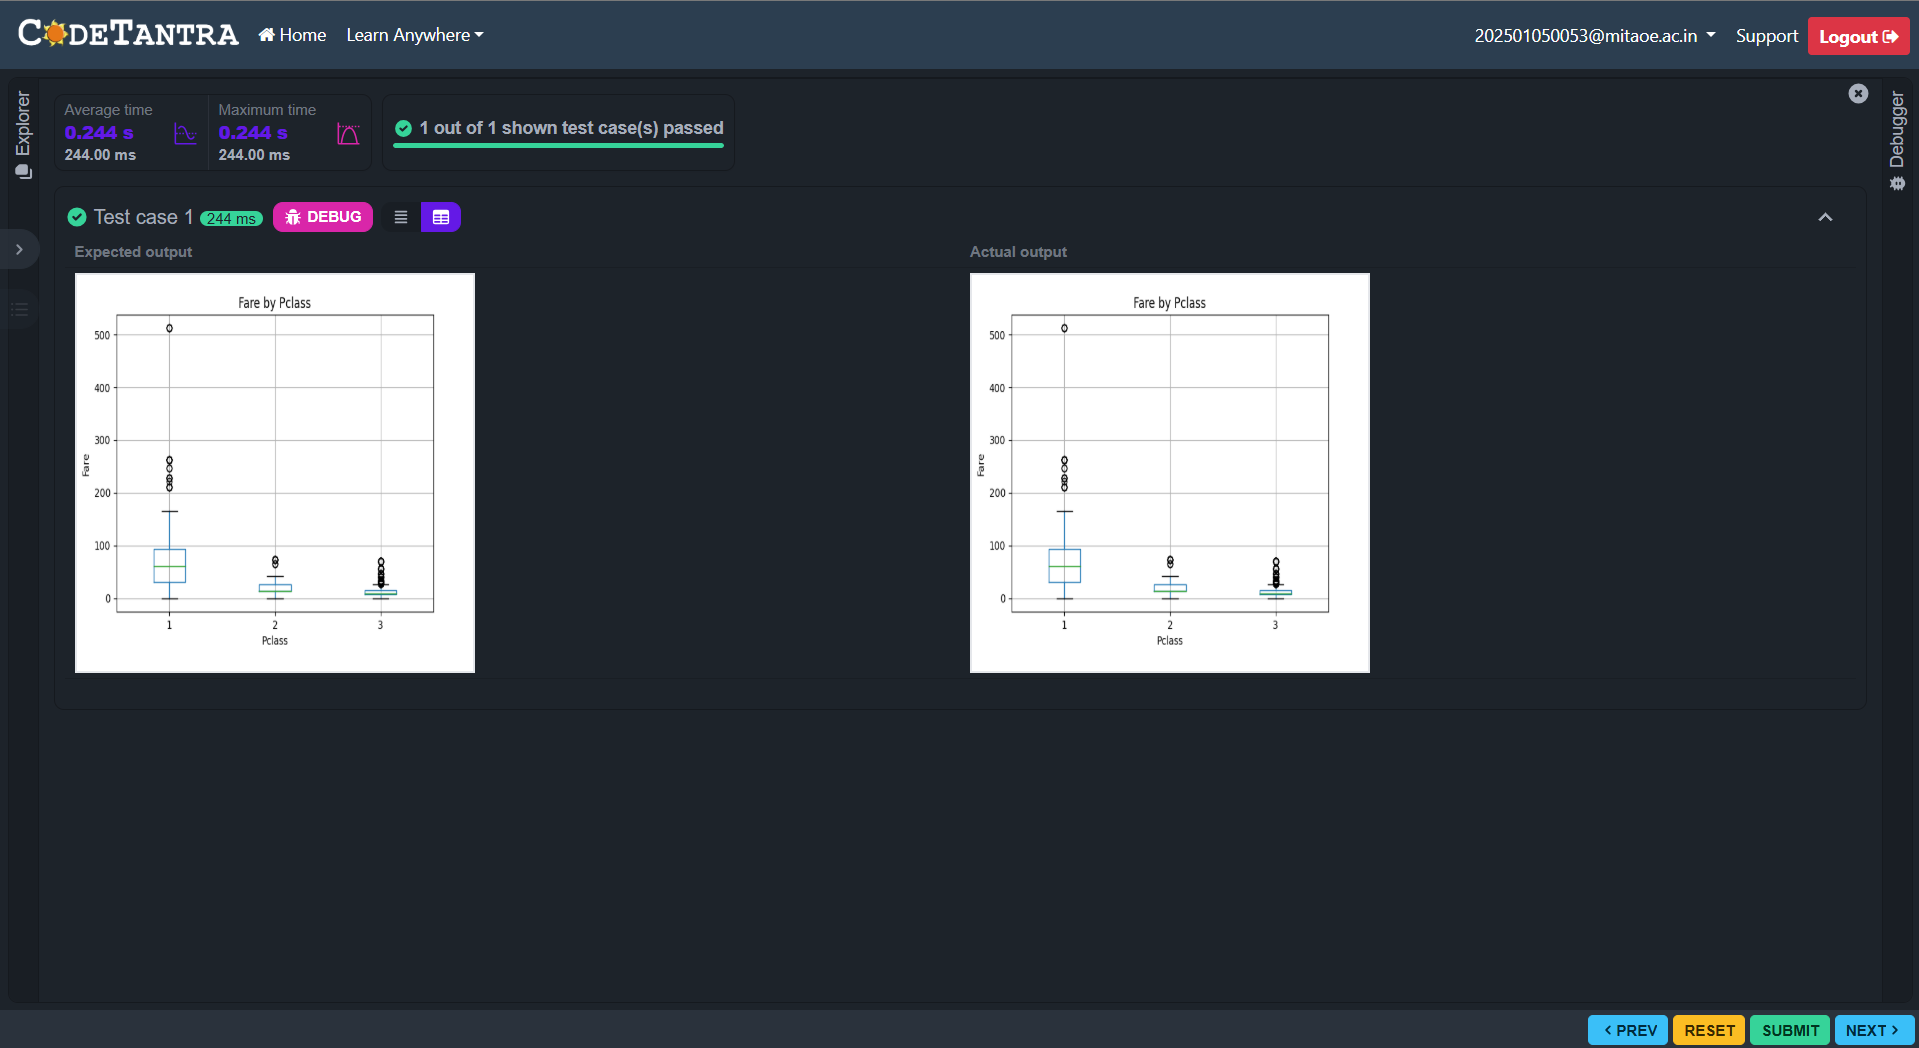 CODETANTRA Home Learn Anywhere 202501050053@mitaoe.ac.in Support Logout
Explorer
Debugger
Average time
0.244 s
244.00 ms
Maximum time
0.244 s
244.00 ms
1 out of 1 shown test case(s) passed
Test case 1 244 ms DEBUG
Expected output
Fare by Pclass
500
400
300
200
100
0
Fare
1 2 3
Pclass
Actual output
Fare by Pclass
500
400
300
200
100
0
Fare
1 2 3
Pclass
PREV RESET SUBMIT NEXT